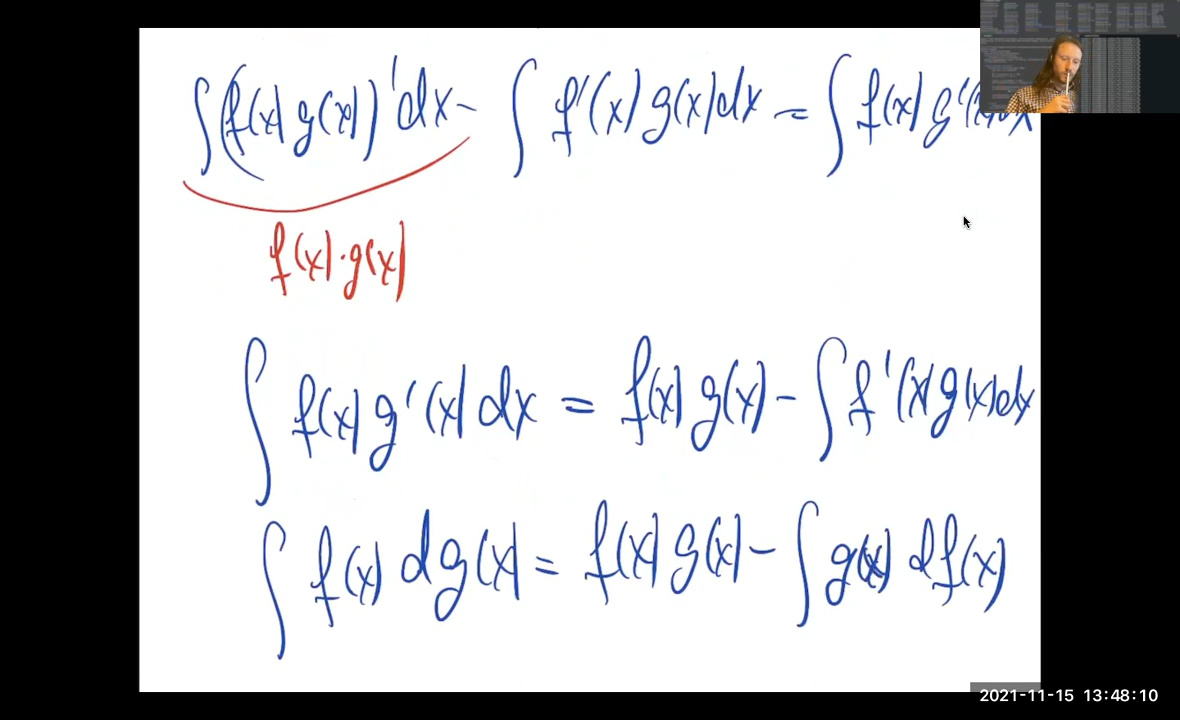 ∫(f(x)g(x))'dx - ∫ f'(x)g(x)dx = ∫ f(x)g'(x)dx
f(x)·g(x)
∫ f(x)g'(x)dx = f(x)g(x) - ∫ f'(x)g(x)dx
∫ f(x)dg(x) = f(x)g(x) - ∫ g(x)df(x)
2021-11-15 13:48:10